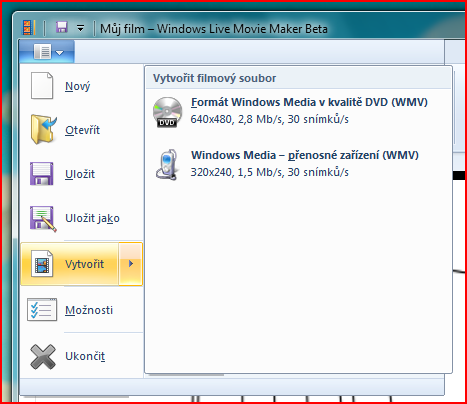 Můj film – Windows Live Movie Maker Beta
Nový
Otevřít
Uložit
Uložit jako
Vytvořit
Možnosti
Ukončit
Vytvořit filmový soubor
Formát Windows Media v kvalitě DVD (WMV)
640x480, 2,8 Mb/s, 30 snímků/s
DVD
Windows Media – přenosné zařízení (WMV)
320x240, 1,5 Mb/s, 30 snímků/s